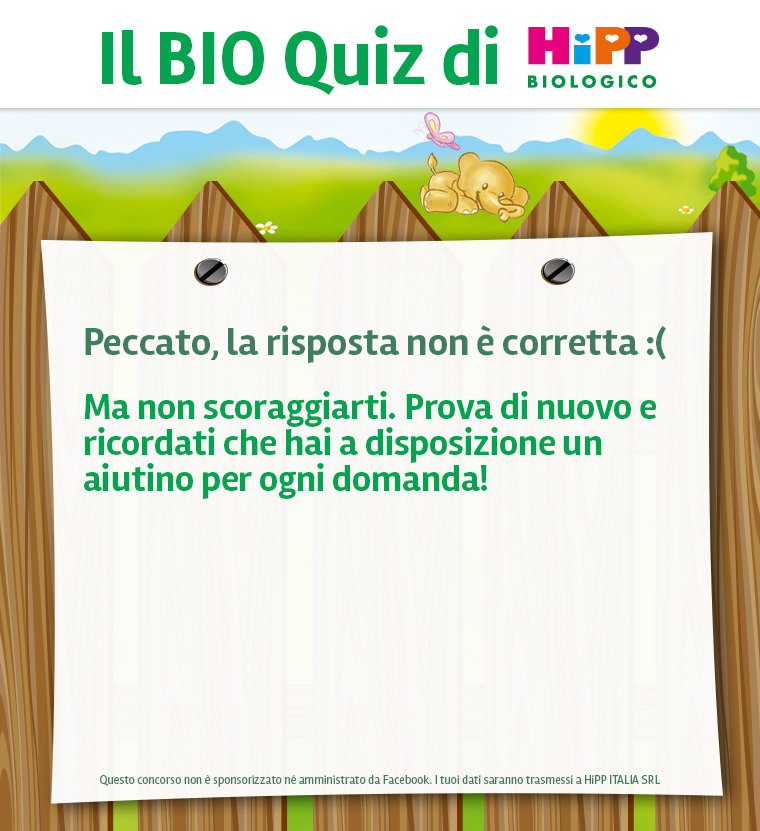 Il BIO Quiz di HiPP
BIOLOGICO
Peccato, la risposta non è corretta :(
Ma non scoraggiarti. Prova di nuovo e
ricordati che hai a disposizione un
aiutino per ogni domanda!
Questo concorso non è sponsorizzato né amministrato da Facebook. I tuoi dati saranno trasmessi a HiPP ITALIA SRL